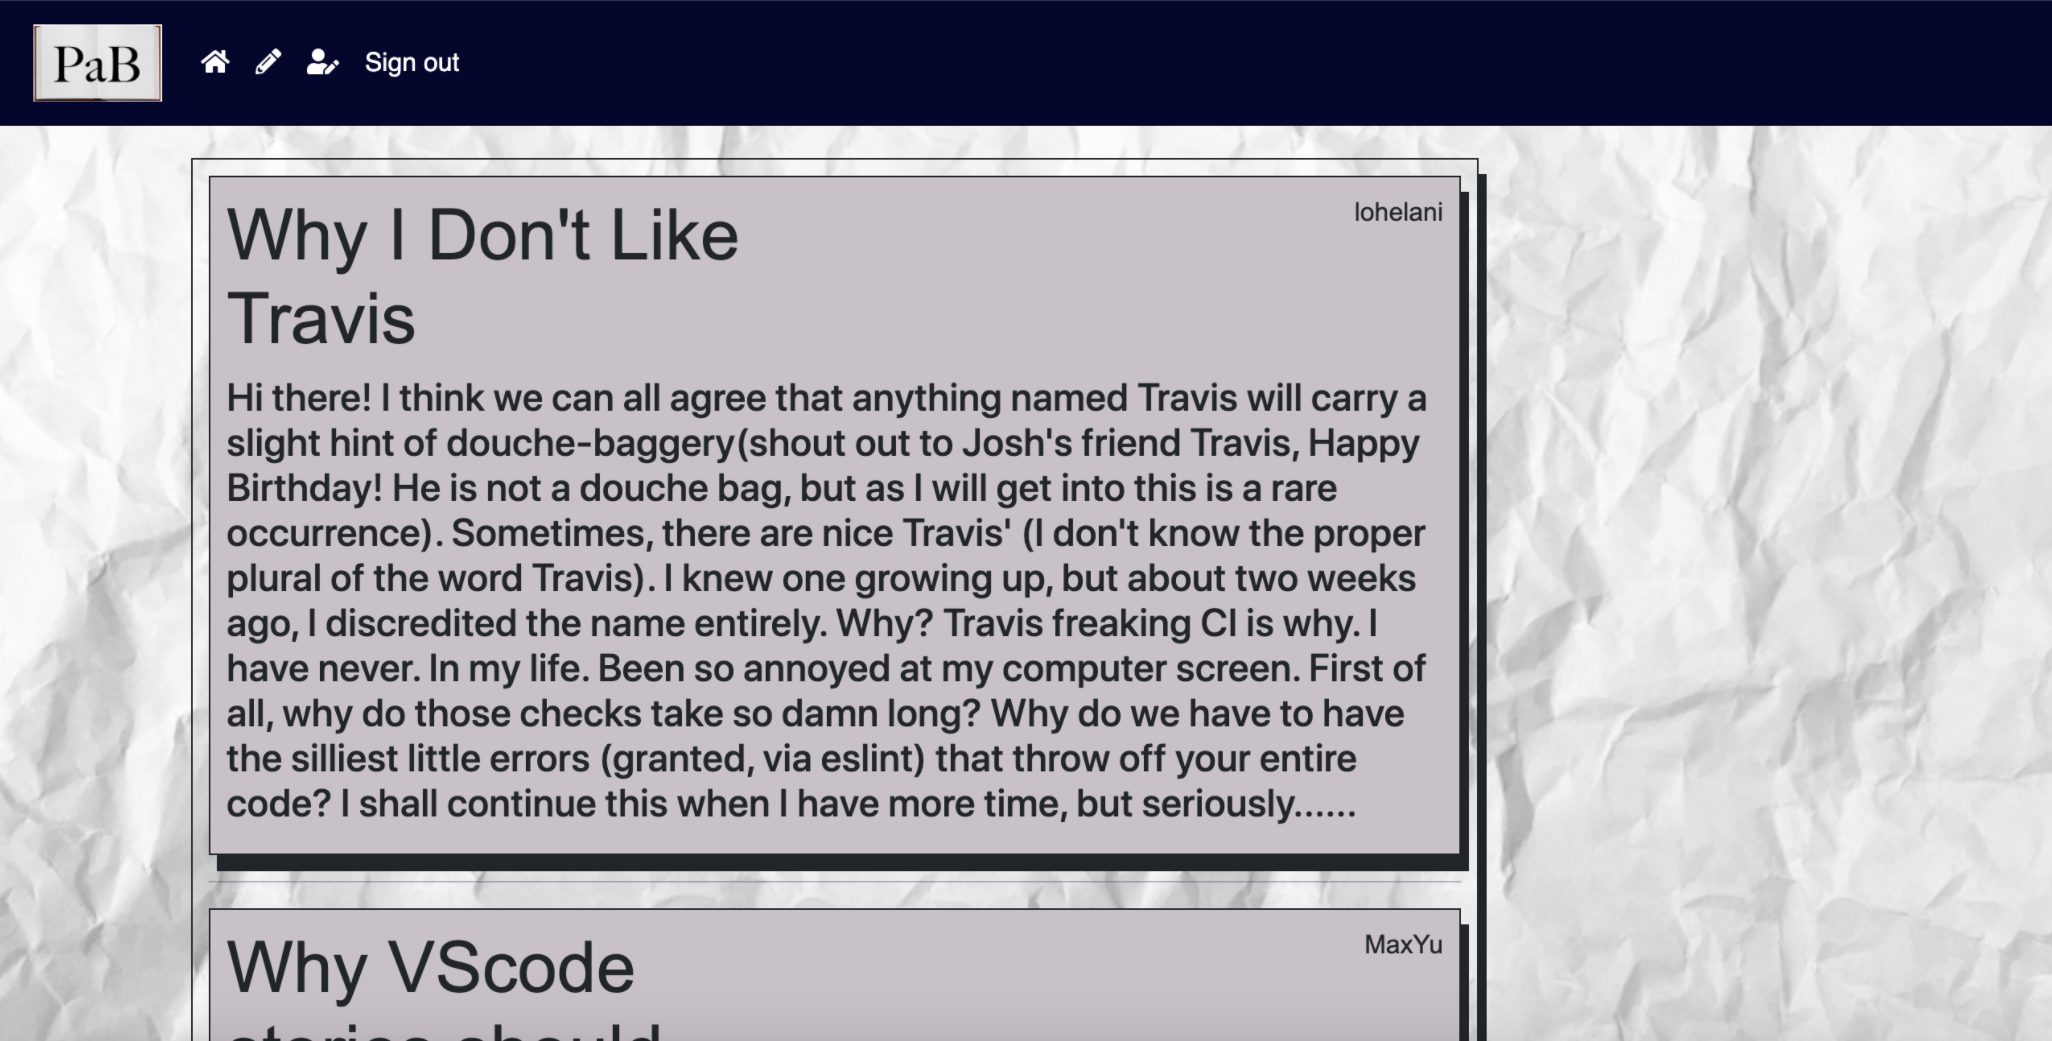 PaB
Sign out
Why I Don't Like
Travis
lohelani
Hi there! I think we can all agree that anything named Travis will carry a
slight hint of douche-baggery(shout out to Josh's friend Travis, Happy
Birthday! He is not a douche bag, but as I will get into this is a rare
occurrence). Sometimes, there are nice Travis' (I don't know the proper
plural of the word Travis). I knew one growing up, but about two weeks
ago, I discredited the name entirely. Why? Travis freaking CI is why. I
have never. In my life. Been so annoyed at my computer screen. First of
all, why do those checks take so damn long? Why do we have to have
the silliest little errors (granted, via eslint) that throw off your entire
code? I shall continue this when I have more time, but seriously......
Why VScode
stories should
MaxYu